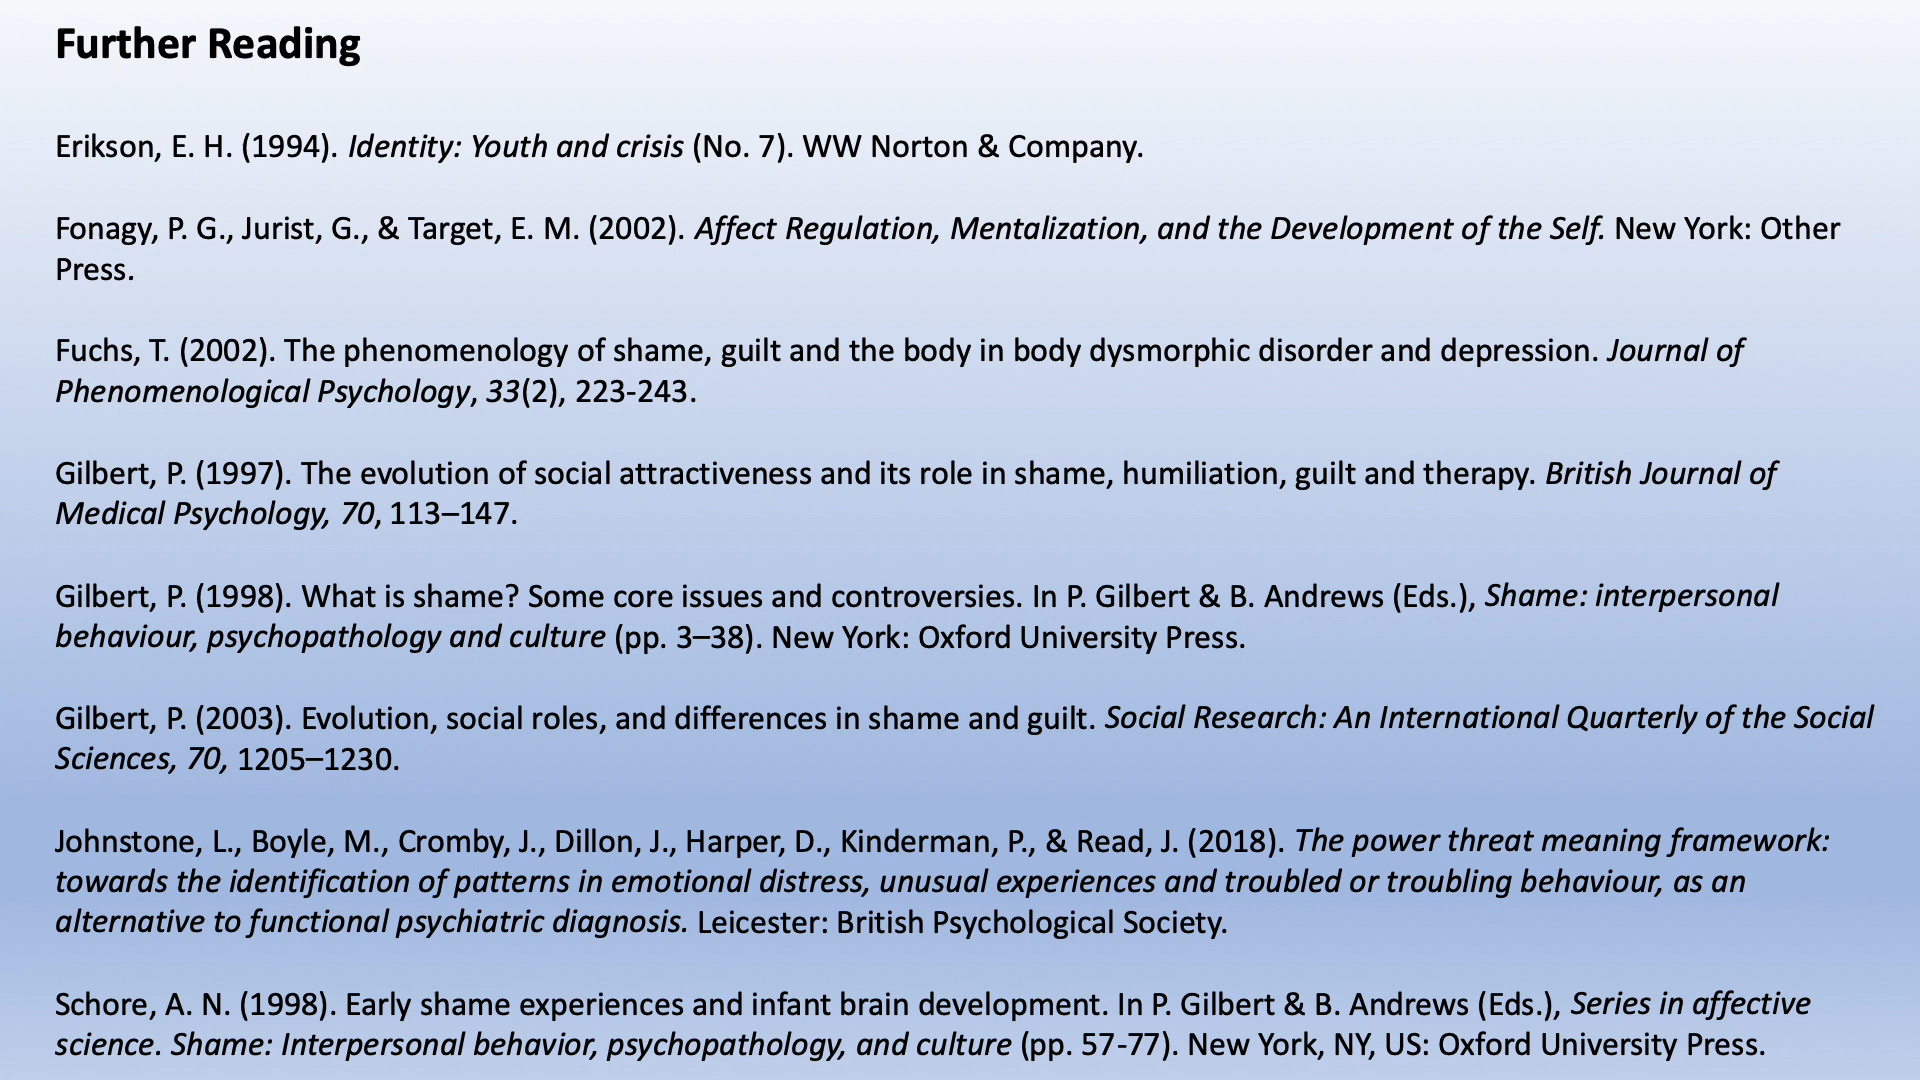 Further Reading
Erikson, E. H. (1994). Identity: Youth and crisis (No. 7). WW Norton & Company.
Fonagy, P. G., Jurist, G., & Target, E. M. (2002). Affect Regulation, Mentalization, and the Development of the Self. New York: Other
Press.
Fuchs, T. (2002). The phenomenology of shame, guilt and the body in body dysmorphic disorder and depression. Journal of
Phenomenological Psychology, 33(2), 223-243.
Gilbert, P. (1997). The evolution of social attractiveness and its role in shame, humiliation, guilt and therapy. British Journal of
Medical Psychology, 70, 113–147.
Gilbert, P. (1998). What is shame? Some core issues and controversies. In P. Gilbert & B. Andrews (Eds.), Shame: interpersonal
behaviour, psychopathology and culture (pp. 3–38). New York: Oxford University Press.
Gilbert, P. (2003). Evolution, social roles, and differences in shame and guilt. Social Research: An International Quarterly of the Social
Sciences, 70, 1205–1230.
Johnstone, L., Boyle, M., Cromby, J., Dillon, J., Harper, D., Kinderman, P., & Read, J. (2018). The power threat meaning framework:
towards the identification of patterns in emotional distress, unusual experiences and troubled or troubling behaviour, as an
alternative to functional psychiatric diagnosis. Leicester: British Psychological Society.
Schore, A. N. (1998). Early shame experiences and infant brain development. In P. Gilbert & B. Andrews (Eds.), Series in affective
science. Shame: Interpersonal behavior, psychopathology, and culture (pp. 57-77). New York, NY, US: Oxford University Press.